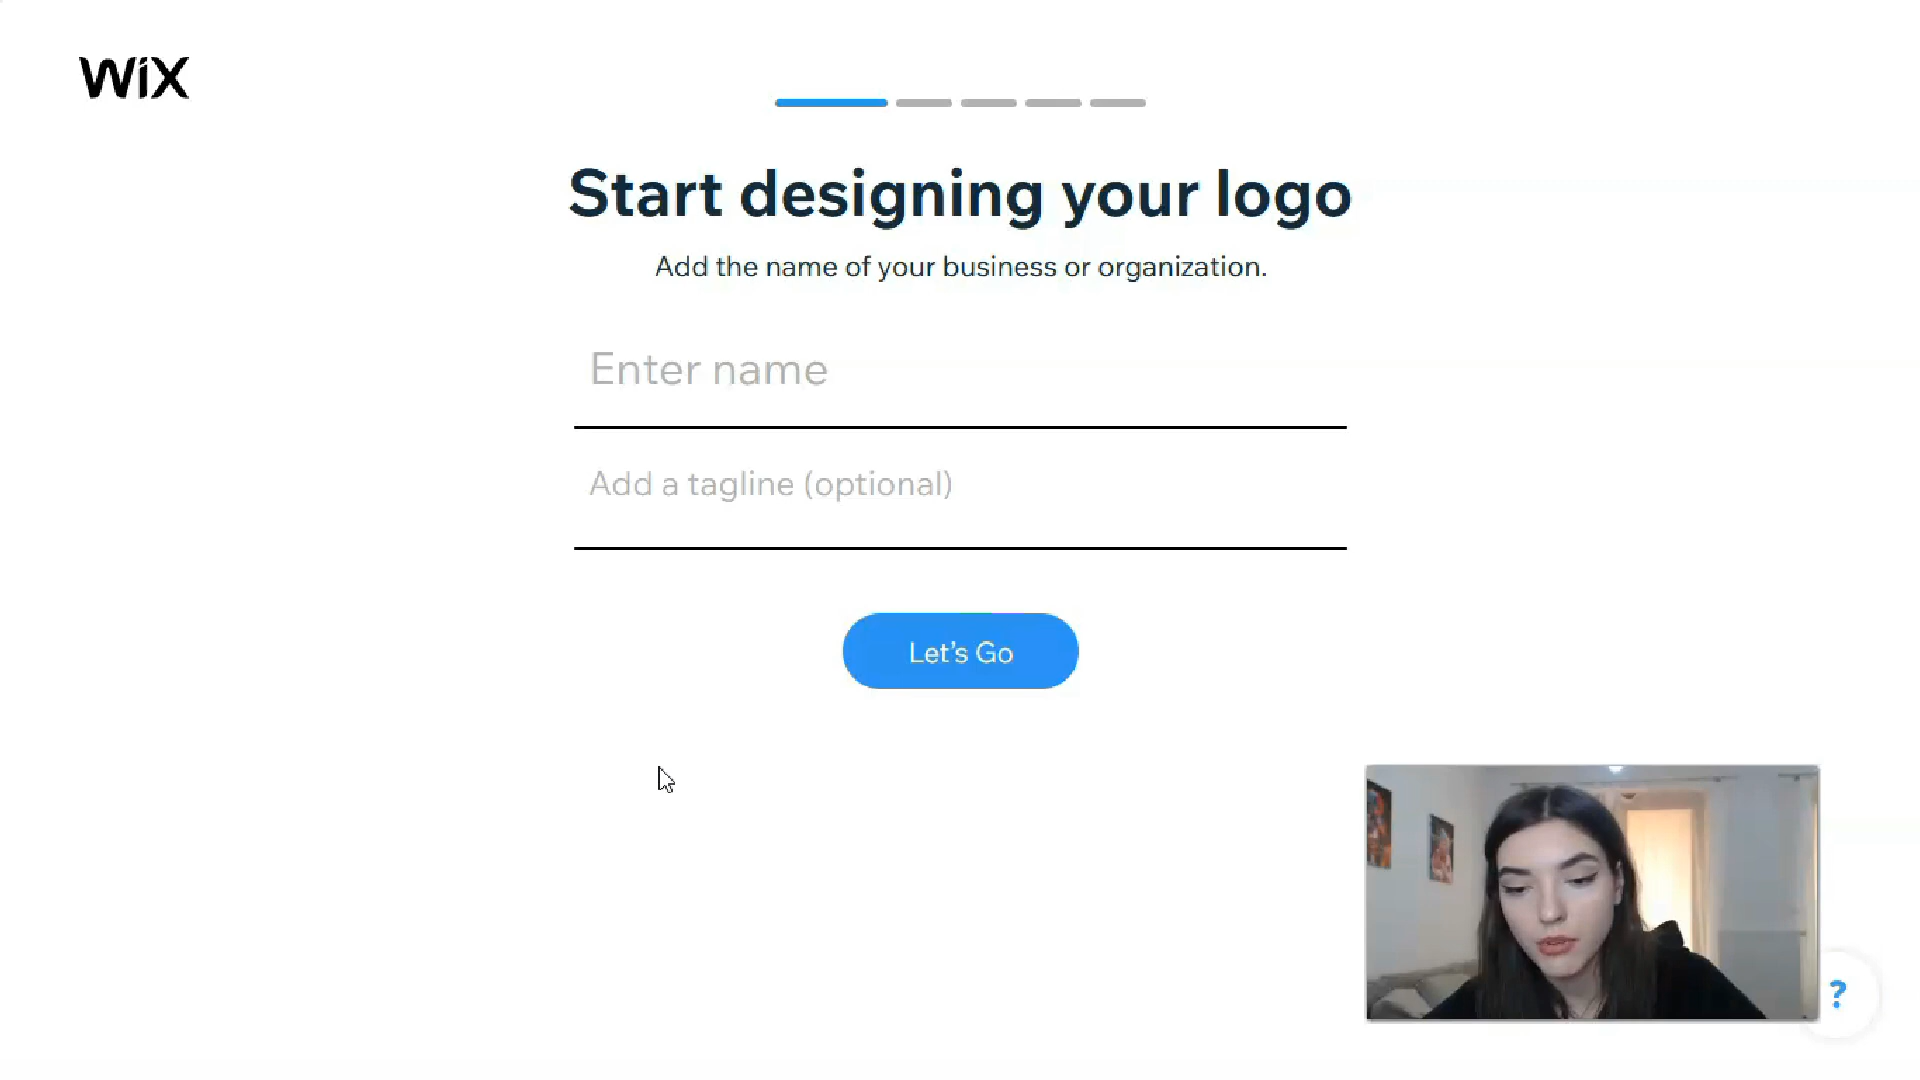 WiX
Start designing your logo
Add the name of your business or organization.
Enter name
Add a tagline (optional)
Let's Go
?